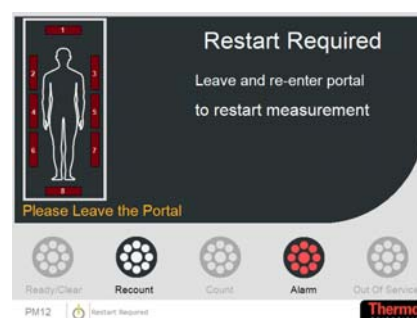 Restart Required
Leave and re-enter portal
to restart measurement
1
2
3
4
5
6
7
8
Please Leave the Portal
Ready/Clear
Recount
Count
Alarm
Out Of Service
PM12
Restart Required
Thermo